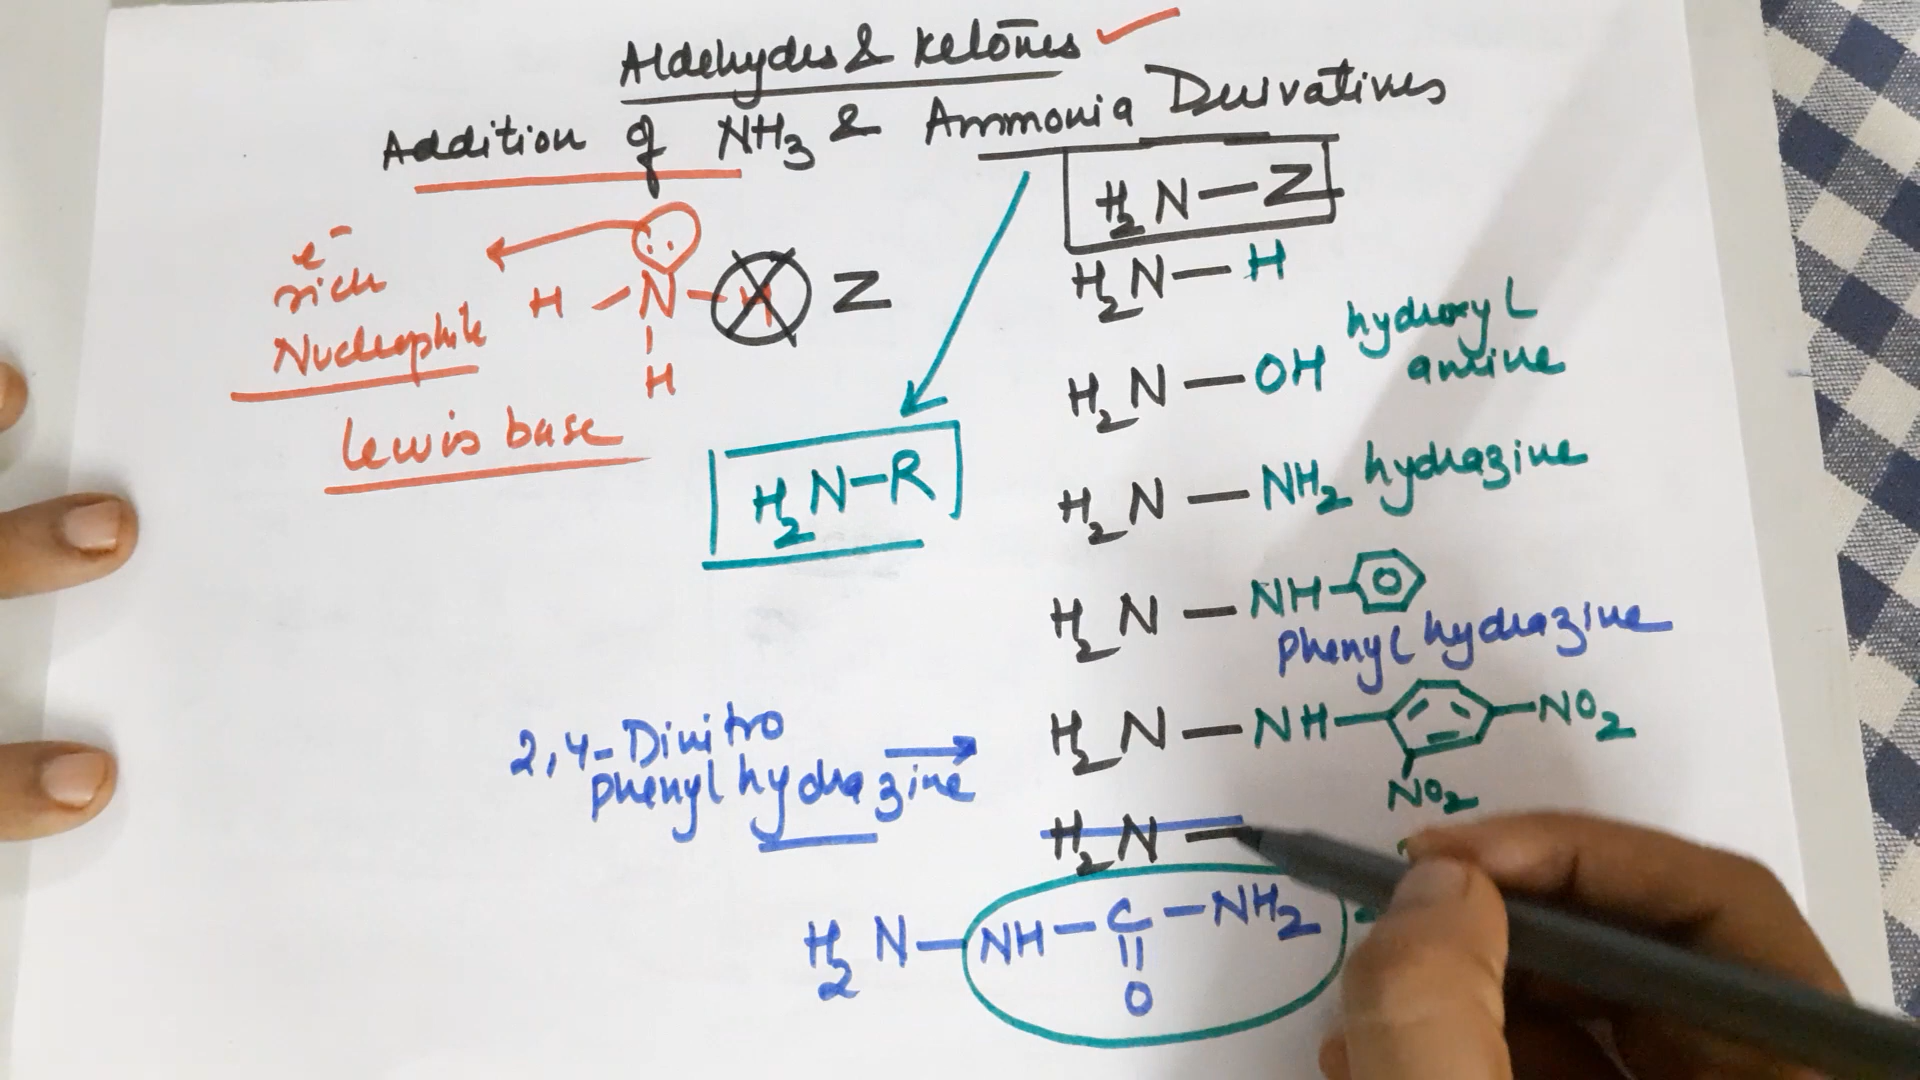 Aldehydes & Ketones ✓
Addition of NH3 & Ammonia Derivatives
H2N—Z
e-
rich
Nucleophile
Lewis base
:
H—N—H Z
H
H2N—R
H2N—H
H2N—OH hydroxyl
amine
H2N—NH2 hydrazine
H2N—NH—
phenyl hydrazine
2,4-Dinitro
phenyl hydrazine →
H2N—NH— —NO2
NO2
H2N—
H2N—NH—C—NH2
O